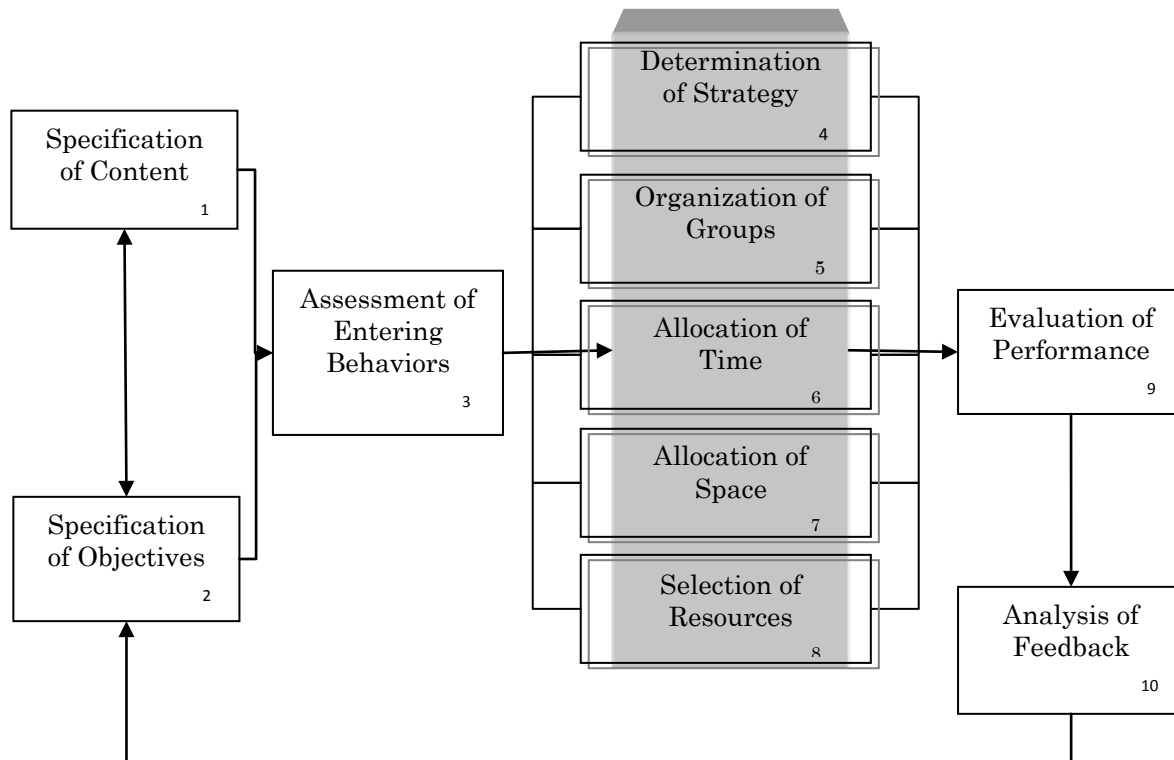 Specification
of Content
1
Specification
of Objectives
2
Assessment of
Entering
Behaviors
3
Determination
of Strategy
4
Organization of
Groups
5
Allocation of
Time
6
Allocation of
Space
7
Selection of
Resources
8
Evaluation of
Performance
9
Analysis of
Feedback
10